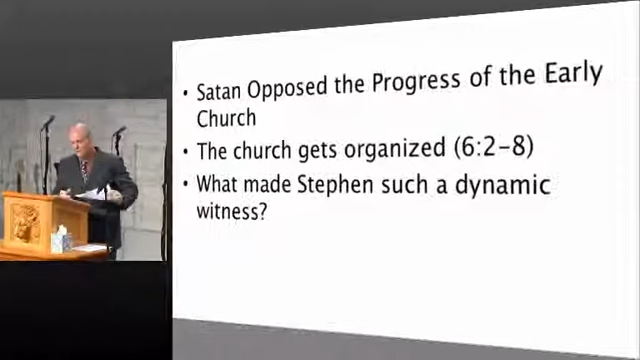 • Satan Opposed the Progress of the Early
Church
• The church gets organized (6:2-8)
• What made Stephen such a dynamic
witness?